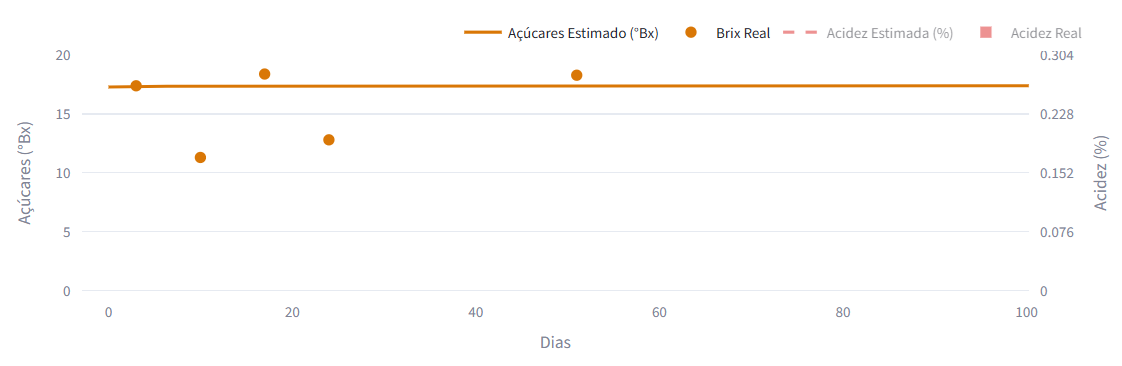 Açúcares Estimado (°Bx) Brix Real Acidez Estimada (%) Acidez Real
20 0.304
15 0.228
10 0.152
5 0.076
0 0
Açúcares (°Bx)
Acidez (%)
0 20 40 60 80 100
Dias